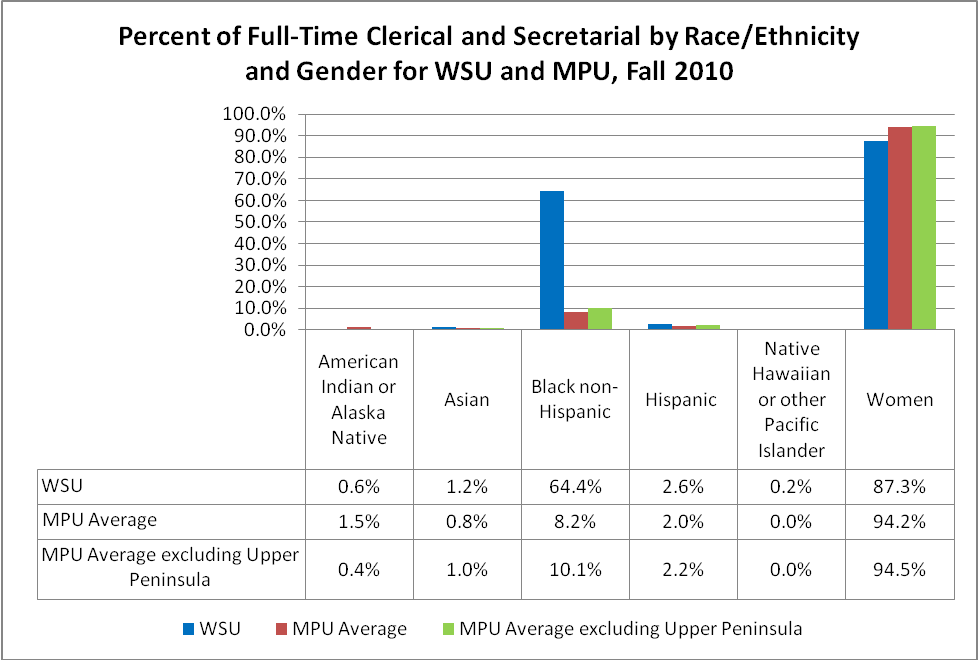 Percent of Full-Time Clerical and Secretarial by Race/Ethnicity
and Gender for WSU and MPU, Fall 2010
100.0%
90.0%
80.0%
70.0%
60.0%
50.0%
40.0%
30.0%
20.0%
10.0%
0.0%
American
Indian or
Alaska
Native
Asian
Black non-
Hispanic
Hispanic
Native
Hawaiian
or other
Pacific
Islander
Women
WSU 0.6% 1.2% 64.4% 2.6% 0.2% 87.3%
MPU Average 1.5% 0.8% 8.2% 2.0% 0.0% 94.2%
MPU Average excluding Upper
Peninsula 0.4% 1.0% 10.1% 2.2% 0.0% 94.5%
WSU MPU Average MPU Average excluding Upper Peninsula